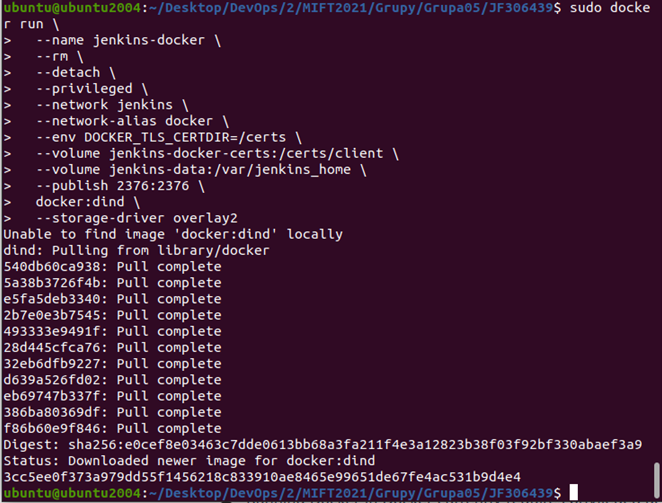 ubuntu@ubuntu2004:~/Desktop/DevOps/2/MIFT2021/Grupy/Grupa05/JF306439$ sudo docke
r run \
>   --name jenkins-docker \
>   --rm \
>   --detach \
>   --privileged \
>   --network jenkins \
>   --network-alias docker \
>   --env DOCKER_TLS_CERTDIR=/certs \
>   --volume jenkins-docker-certs:/certs/client \
>   --volume jenkins-data:/var/jenkins_home \
>   --publish 2376:2376 \
>   docker:dind \
>   --storage-driver overlay2
Unable to find image 'docker:dind' locally
dind: Pulling from library/docker
540db60ca938: Pull complete
5a38b3726f4b: Pull complete
e5fa5deb3340: Pull complete
2b7e0e3b7545: Pull complete
493333e9491f: Pull complete
28d445cfca76: Pull complete
32eb6dfb9227: Pull complete
d639a526fd02: Pull complete
eb69747b337f: Pull complete
386ba80369df: Pull complete
f86b60e9f846: Pull complete
Digest: sha256:e0cef8e03463c7dde0613bb68a3fa211f4e3a12823b38f03f92bf330abaef3a9
Status: Downloaded newer image for docker:dind
3cc5ee0f373a979dd55f1456218c833910ae8465e99651de67fe4ac531b9d4e4
ubuntu@ubuntu2004:~/Desktop/DevOps/2/MIFT2021/Grupy/Grupa05/JF306439$